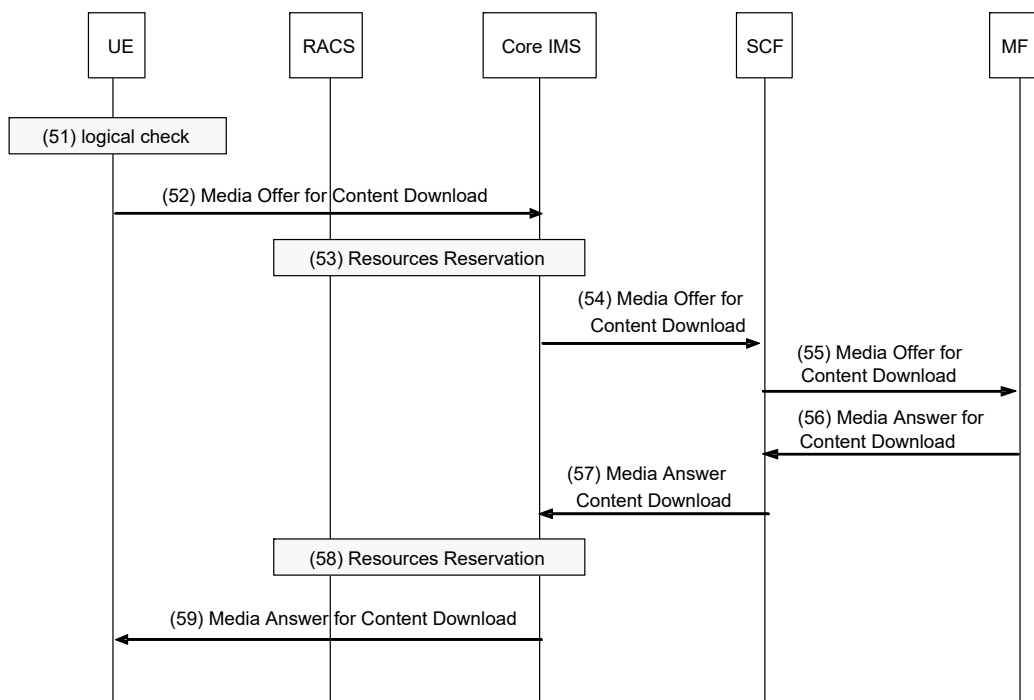 UE
RACS
Core IMS
SCF
MF
(51) logical check
(52) Media Offer for Content Download
(53) Resources Reservation
(54) Media Offer for
Content Download
(55) Media Offer for
Content Download
(56) Media Answer for
Content Download
(57) Media Answer
Content Download
(58) Resources Reservation
(59) Media Answer for Content Download